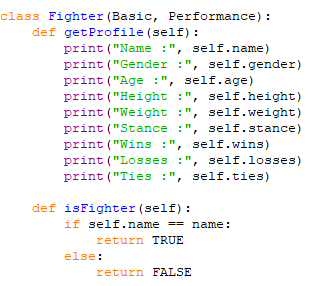 class Fighter(Basic, Performance):
    def getProfile(self):
        print("Name :", self.name)
        print("Gender :", self.gender)
        print("Age :", self.age)
        print("Height :", self.height)
        print("Weight :", self.weight)
        print("Stance :", self.stance)
        print("Wins :", self.wins)
        print("Losses :", self.losses)
        print("Ties :", self.ties)

    def isFighter(self):
        if self.name == name:
            return TRUE
        else:
            return FALSE